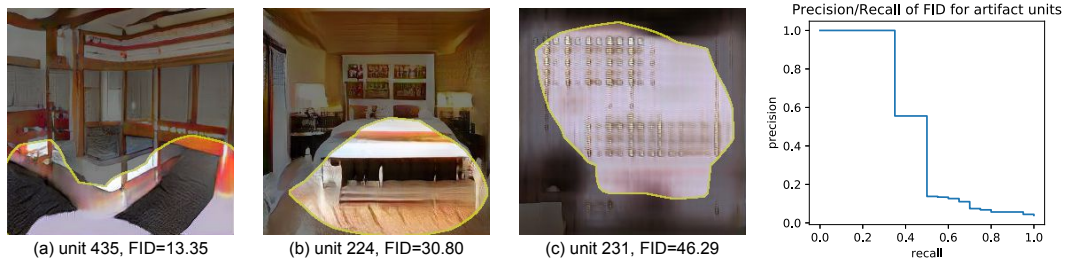 (a) unit 435, FID=13.35
(b) unit 224, FID=30.80
(c) unit 231, FID=46.29
Precision/Recall of FID for artifact units
precision
1.0
0.8
0.6
0.4
0.2
0.0
0.0 0.2 0.4 0.6 0.8 1.0
recall